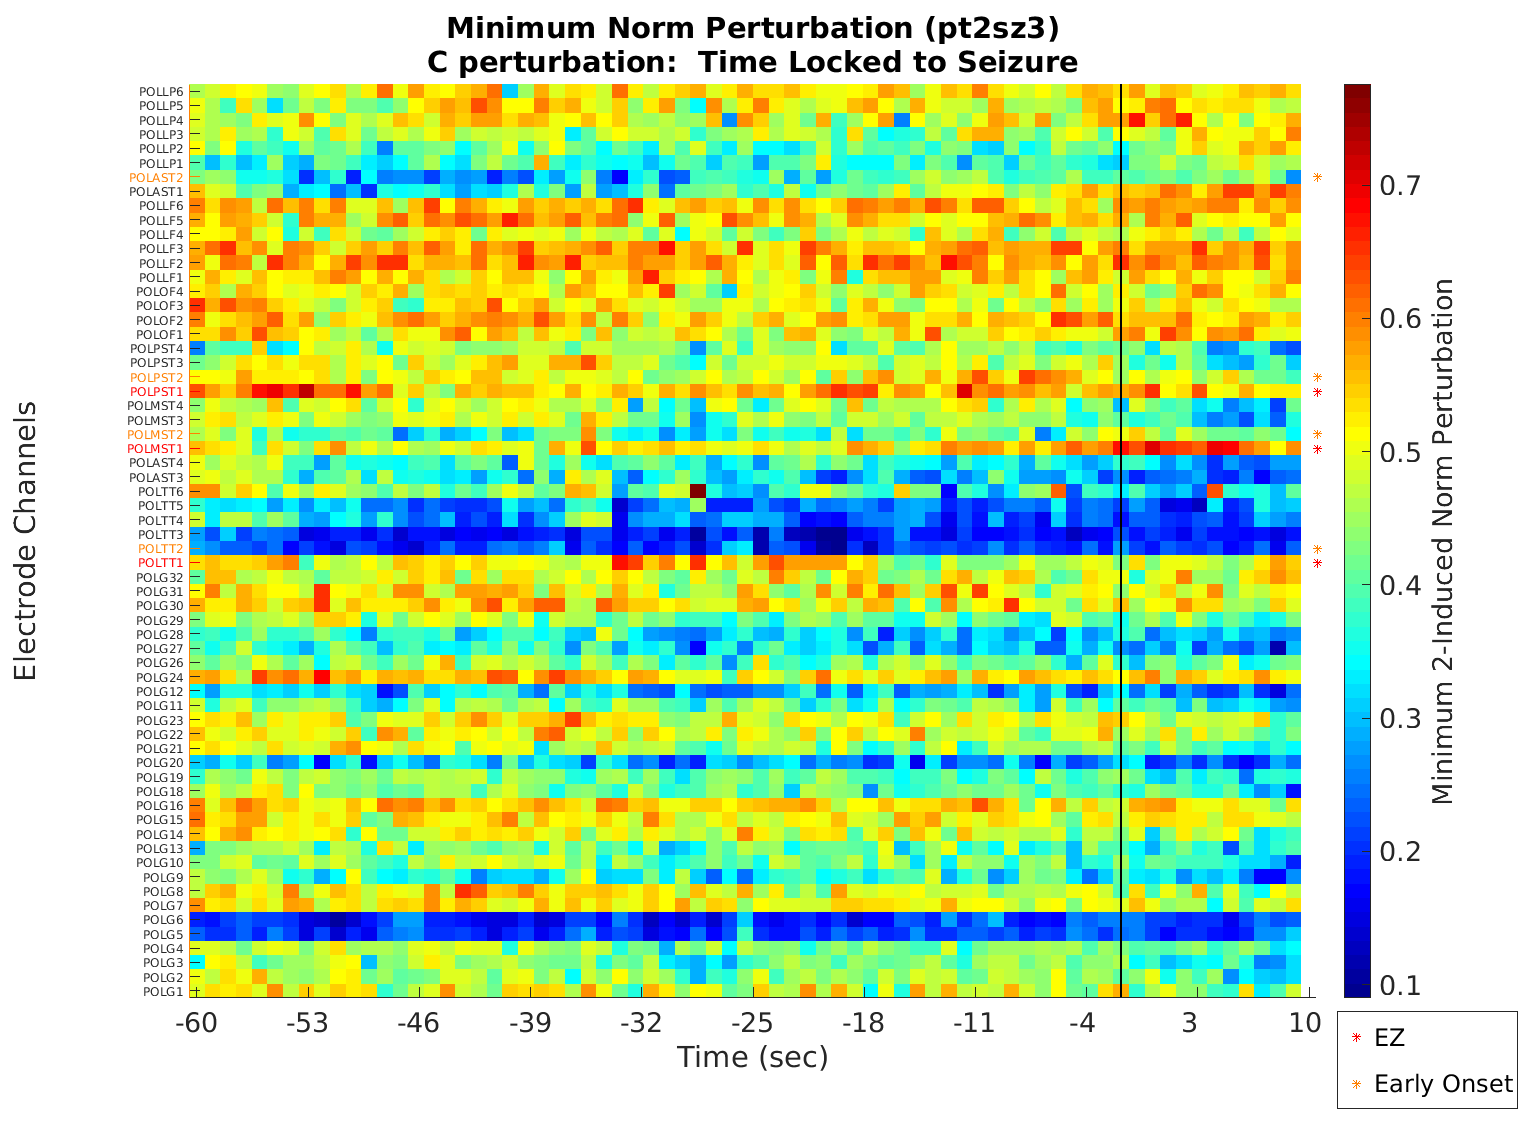 Minimum Norm Perturbation (pt2sz3)
C perturbation:  Time Locked to Seizure
Electrode Channels
POLLP6
POLLP5
POLLP4
POLLP3
POLLP2
POLLP1
POLAST2
POLAST1
POLLF6
POLLF5
POLLF4
POLLF3
POLLF2
POLLF1
POLOF4
POLOF3
POLOF2
POLOF1
POLPST4
POLPST3
POLPST2
POLPST1
POLMST4
POLMST3
POLMST2
POLMST1
POLAST4
POLAST3
POLTT6
POLTT5
POLTT4
POLTT3
POLTT2
POLTT1
POLG32
POLG31
POLG30
POLG29
POLG28
POLG27
POLG26
POLG24
POLG12
POLG11
POLG23
POLG22
POLG21
POLG20
POLG19
POLG18
POLG16
POLG15
POLG14
POLG13
POLG10
POLG9
POLG8
POLG7
POLG6
POLG5
POLG4
POLG3
POLG2
POLG1
-60 -53 -46 -39 -32 -25 -18 -11 -4 3 10
Time (sec)
0.7
0.6
0.5
0.4
0.3
0.2
0.1
Minimum 2-Induced Norm Perturbation
EZ
Early Onset